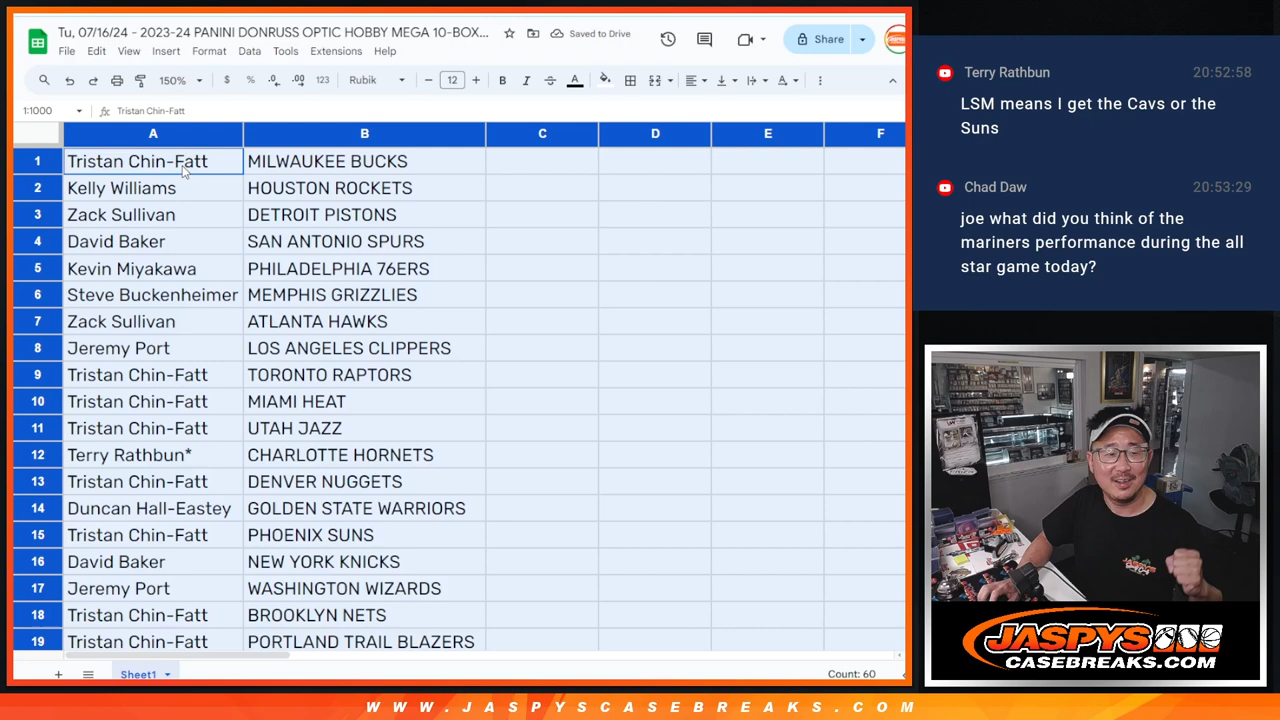 Tu, 07/16/24 - 2023-24 PANINI DONRUSS OPTIC HOBBY MEGA 10-BOX...
Saved to Drive
Share
File Edit View Insert Format Data Tools Extensions Help
150% $ % .0 .00 123 Rubik 12 B I A
1:1000 fx Tristan Chin-Fatt
A B C D E F
1 Tristan Chin-Fatt MILWAUKEE BUCKS
2 Kelly Williams HOUSTON ROCKETS
3 Zack Sullivan DETROIT PISTONS
4 David Baker SAN ANTONIO SPURS
5 Kevin Miyakawa PHILADELPHIA 76ERS
6 Steve Buckenheimer MEMPHIS GRIZZLIES
7 Zack Sullivan ATLANTA HAWKS
8 Jeremy Port LOS ANGELES CLIPPERS
9 Tristan Chin-Fatt TORONTO RAPTORS
10 Tristan Chin-Fatt MIAMI HEAT
11 Tristan Chin-Fatt UTAH JAZZ
12 Terry Rathbun* CHARLOTTE HORNETS
13 Tristan Chin-Fatt DENVER NUGGETS
14 Duncan Hall-Eastey GOLDEN STATE WARRIORS
15 Tristan Chin-Fatt PHOENIX SUNS
16 David Baker NEW YORK KNICKS
17 Jeremy Port WASHINGTON WIZARDS
18 Tristan Chin-Fatt BROOKLYN NETS
19 Tristan Chin-Fatt PORTLAND TRAIL BLAZERS
Sheet1 Count: 60
Terry Rathbun 20:52:58
LSM means I get the Cavs or the
Suns
Chad Daw 20:53:29
joe what did you think of the
mariners performance during the all
star game today?
JASPYS
CASEBREAKS.COM
WWW.JASPYSCASEBREAKS.COM